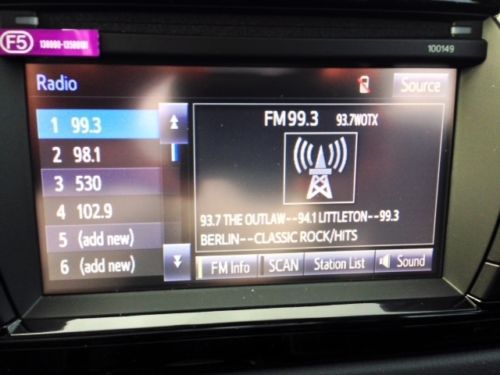 F5
130000-13500101
100149
Radio
Source
1 99.3
2 98.1
3 530
4 102.9
5 (add new)
6 (add new)
FM 99.3 93.7WOTX
93.7 THE OUTLAW--94.1 LITTLETON--99.3
BERLIN--CLASSIC ROCK/HITS
FM Info
SCAN
Station List
Sound